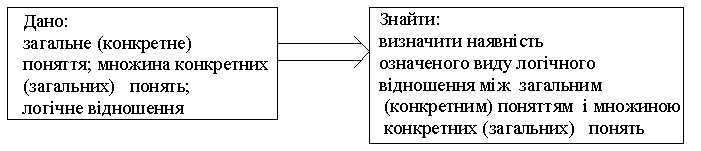 Дано:
загальне (конкретне)
поняття; множина конкретних
(загальних) понять;
логічне відношення
Знайти:
визначити наявність
означеного виду логічного
відношення між загальним
(конкретним) поняттям і множиною
конкретних (загальних) понять